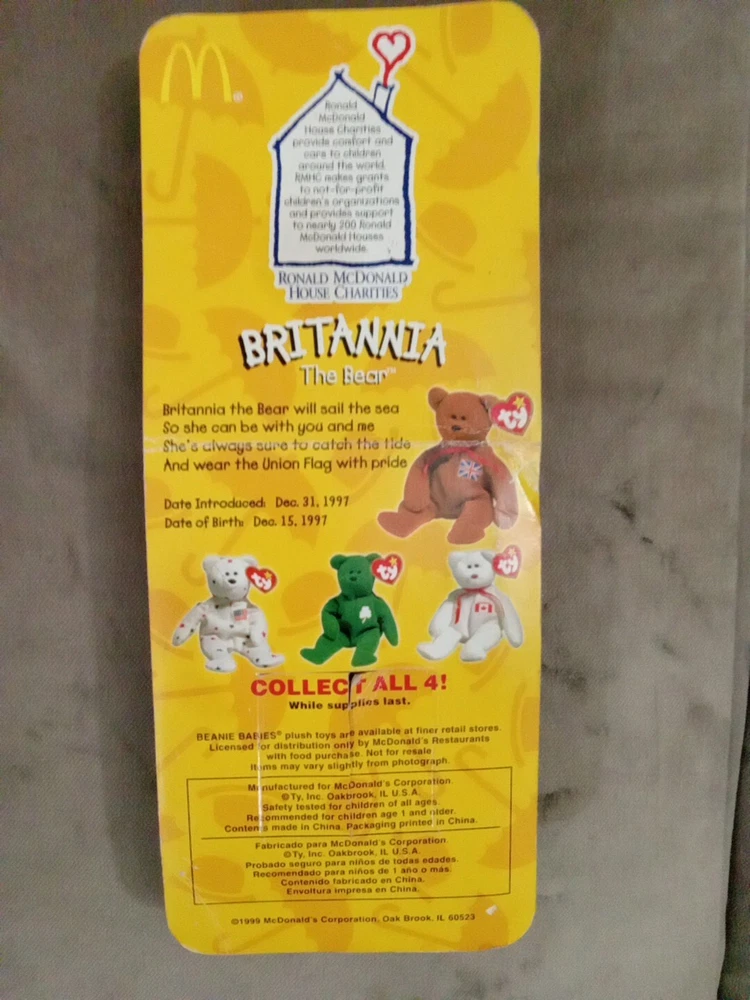 Ronald
McDonald
House Charities
provide comfort and
care to children
around the world.
RMHC makes grants
to not-for-profit
children's organizations
and provides support
to nearly 200 Ronald
McDonald Houses
worldwide.
RONALD MCDONALD
HOUSE CHARITIES
BRITANNIA
The Bear™
Britannia the Bear will sail the sea
So she can be with you and me
She's always sure to catch the tide
And wear the Union Flag with pride
Date Introduced: Dec. 31, 1997
Date of Birth: Dec. 15, 1997
ty
ty
ty
ty
COLLECT ALL 4!
While supplies last.
BEANIE BABIES® plush toys are available at finer retail stores.
Licensed for distribution only by McDonald's Restaurants
with food purchase. Not for resale
Items may vary slightly from photograph.
Manufactured for McDonald's Corporation.
©Ty, Inc. Oakbrook, IL U.S.A.
Safety tested for children of all ages.
Recommended for children age 1 and older.
Contents made in China. Packaging printed in China.
Fabricado para McDonald's Corporation
©Ty, Inc. Oakbrook, IL U.S.A.
Probado seguro para niños de todas edades.
Recomendado para niños de 1 año o más.
Contenido fabricado en China.
Envoltura impresa en China.
©1999 McDonald's Corporation, Oak Brook, IL 60523